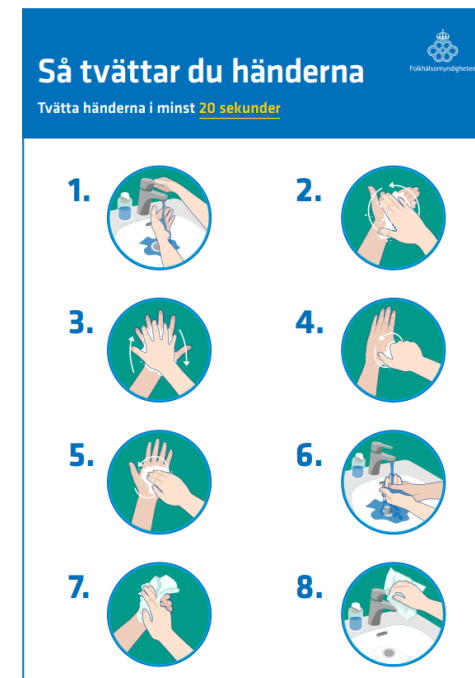 Folkhälsomyndigheten
Så tvättar du händerna
Tvätta händerna i minst 20 sekunder
1.
2.
3.
4.
5.
6.
7.
8.